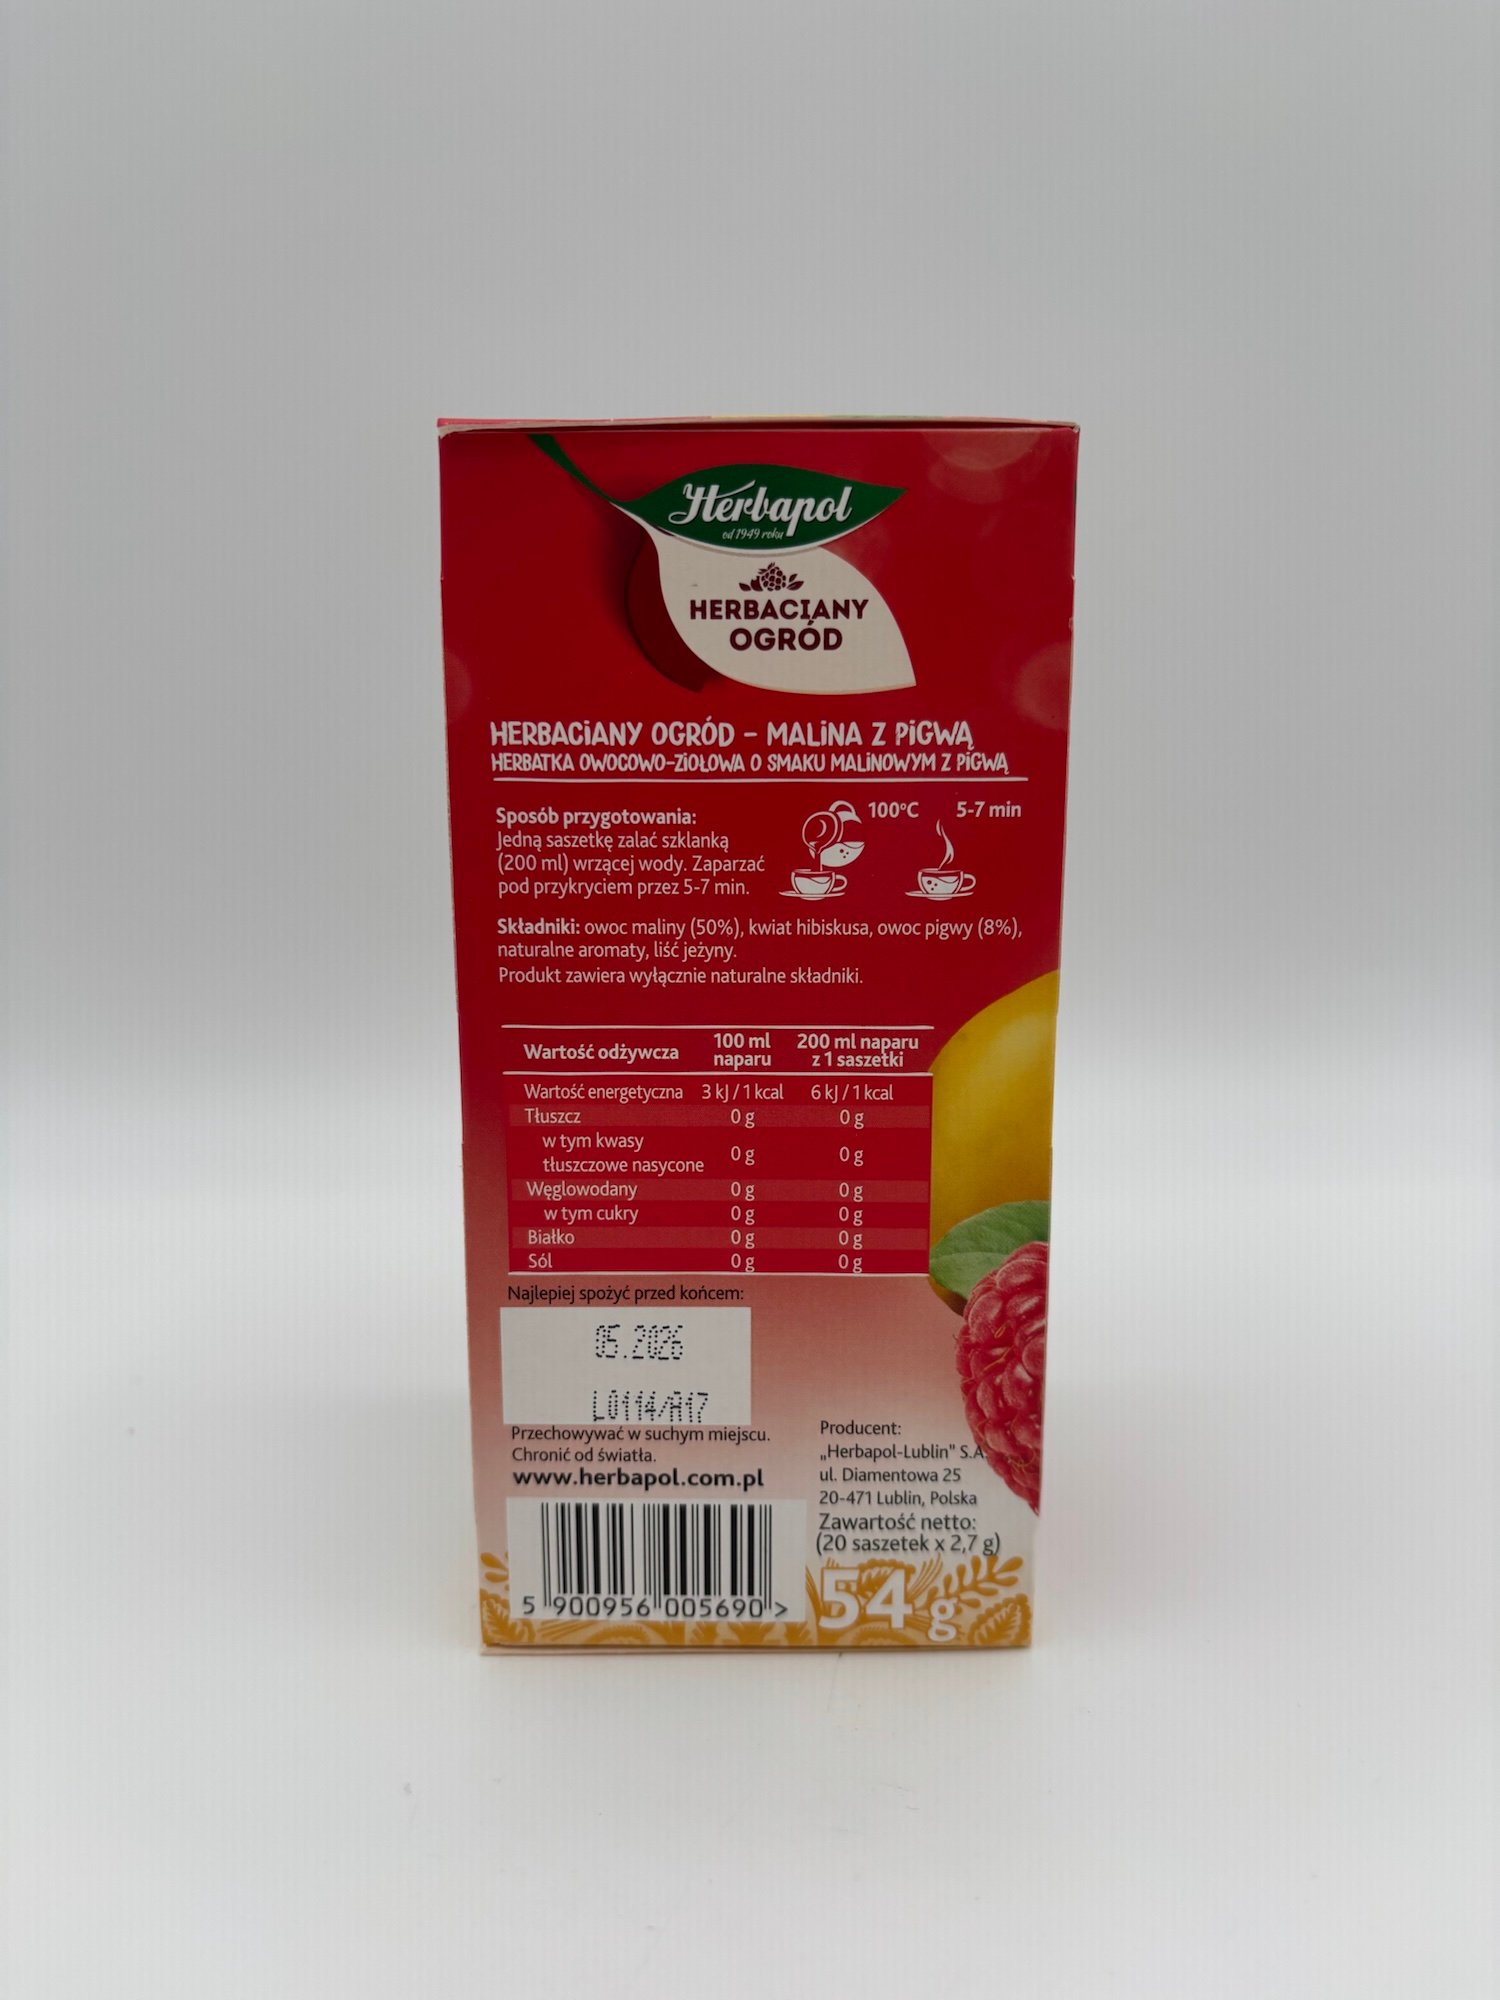 Herbapol
od 1949 roku
HERBACIANY
OGRÓD
HERBACIANY OGRÓD – MALINA Z PIGWĄ
HERBATKA OWOCOWO-ZIOŁOWA O SMAKU MALINOWYM Z PIGWĄ
Sposób przygotowania:
Jedną saszetkę zalać szklanką
(200 ml) wrzącej wody. Zaparzać
pod przykryciem przez 5-7 min.
100°C 5-7 min
Składniki: owoc maliny (50%), kwiat hibiskusa, owoc pigwy (8%),
naturalne aromaty, liść jeżyny.
Produkt zawiera wyłącznie naturalne składniki.
Wartość odżywcza 100 ml naparu 200 ml naparu z 1 saszetki
Wartość energetyczna 3 kJ / 1 kcal 6 kJ / 1 kcal
Tłuszcz 0 g 0 g
w tym kwasy
tłuszczowe nasycone 0 g 0 g
Węglowodany 0 g 0 g
w tym cukry 0 g 0 g
Białko 0 g 0 g
Sól 0 g 0 g
Najlepiej spożyć przed końcem:
05.2026
L0114/A17
Przechowywać w suchym miejscu.
Chronić od światła.
www.herbapol.com.pl
5 900956 005690 >
Producent:
„Herbapol-Lublin" S.A.
ul. Diamentowa 25
20-471 Lublin, Polska
Zawartość netto:
(20 saszetek x 2,7 g)
54 g